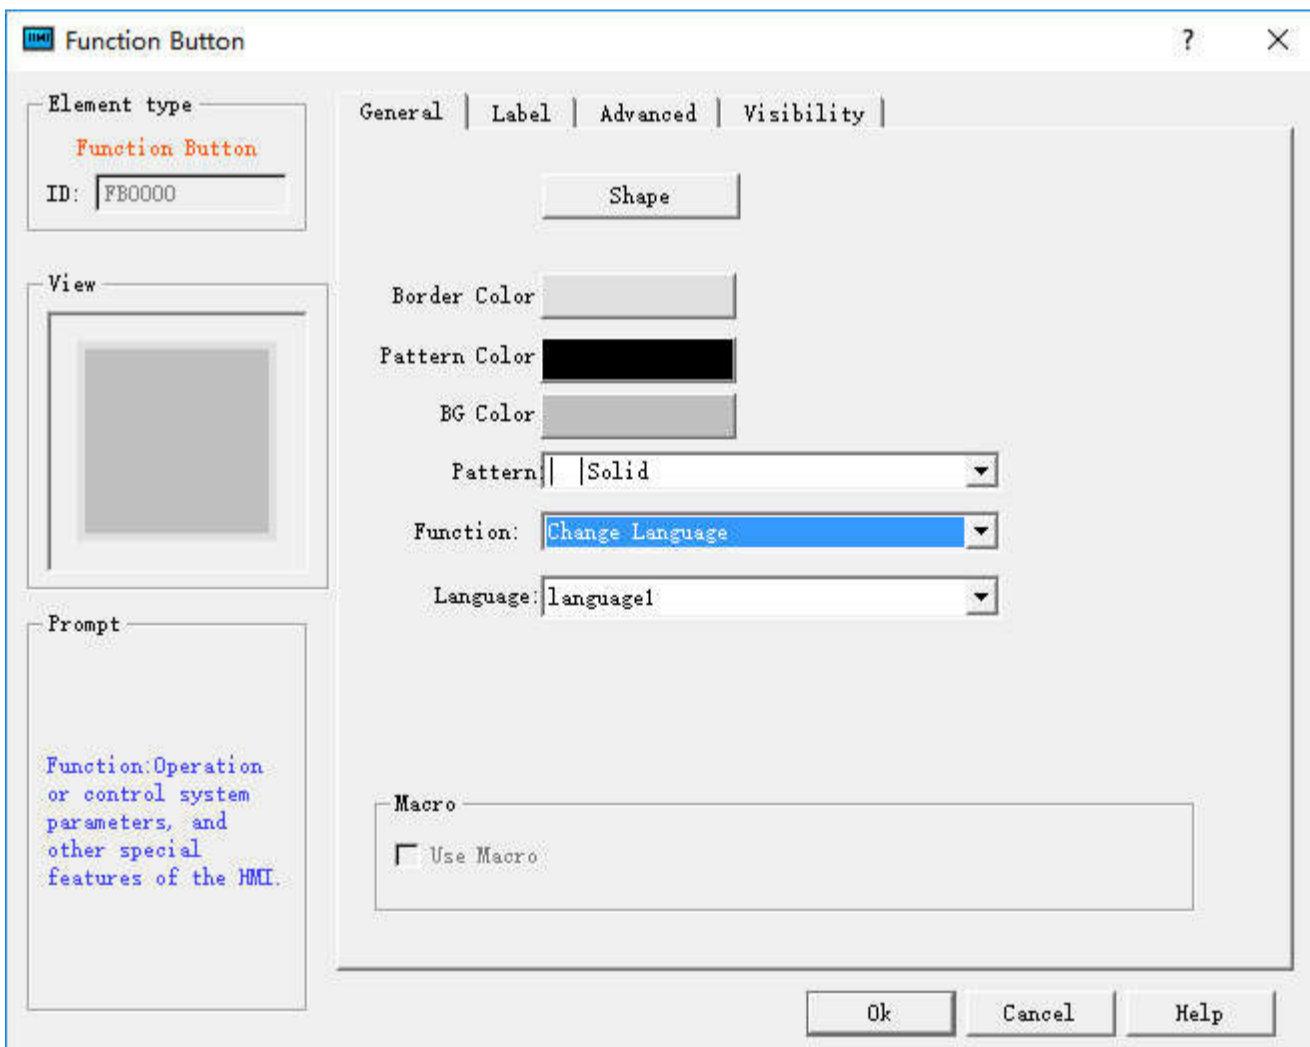 Function Button
?
Element type
Function Button
ID: FB0000
View
Prompt
Function:Operation
or control system
parameters, and
other special
features of the HMI.
General
Label
Advanced
Visibility
Shape
Border Color
Pattern Color
BG Color
Pattern: Solid
Function: Change Language
Language: language1
Macro
Use Macro
Ok
Cancel
Help